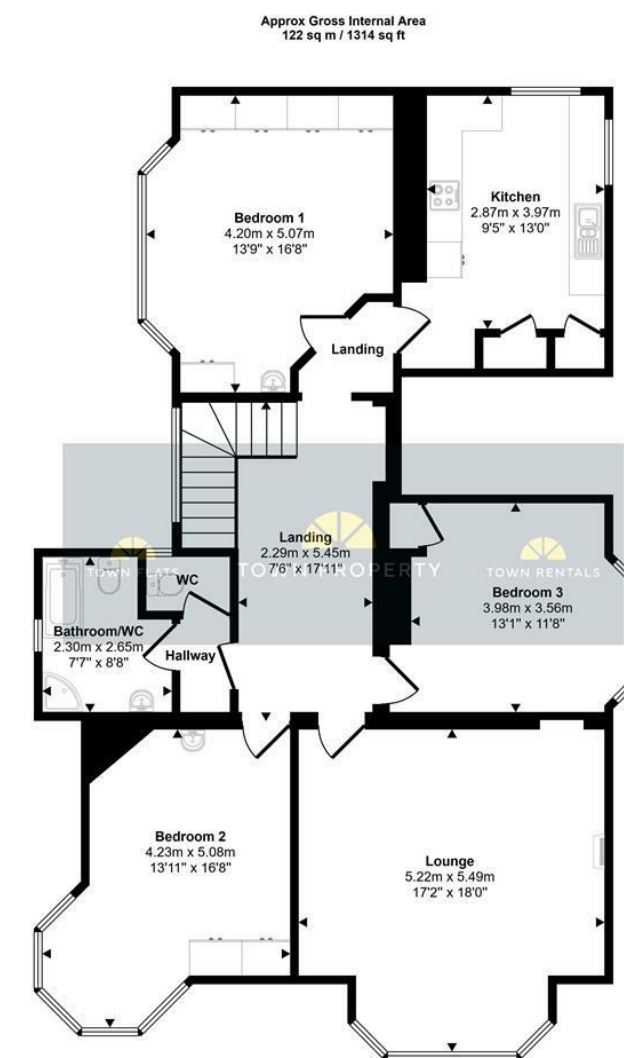 Approx Gross Internal Area
122 sq m / 1314 sq ft
Bedroom 1
4.20m x 5.07m
13'9" x 16'8"
Kitchen
2.87m x 3.97m
9'5" x 13'0"
Landing
Landing
2.29m x 5.45m
7'6" x 17'11"
TOWN FLATS
TOWN PROPERTY
TOWN RENTALS
WC
Bedroom 3
3.98m x 3.56m
13'1" x 11'8"
Bathroom/WC
2.30m x 2.65m
7'7" x 8'8"
Hallway
Bedroom 2
4.23m x 5.08m
13'11" x 16'8"
Lounge
5.22m x 5.49m
17'2" x 18'0"